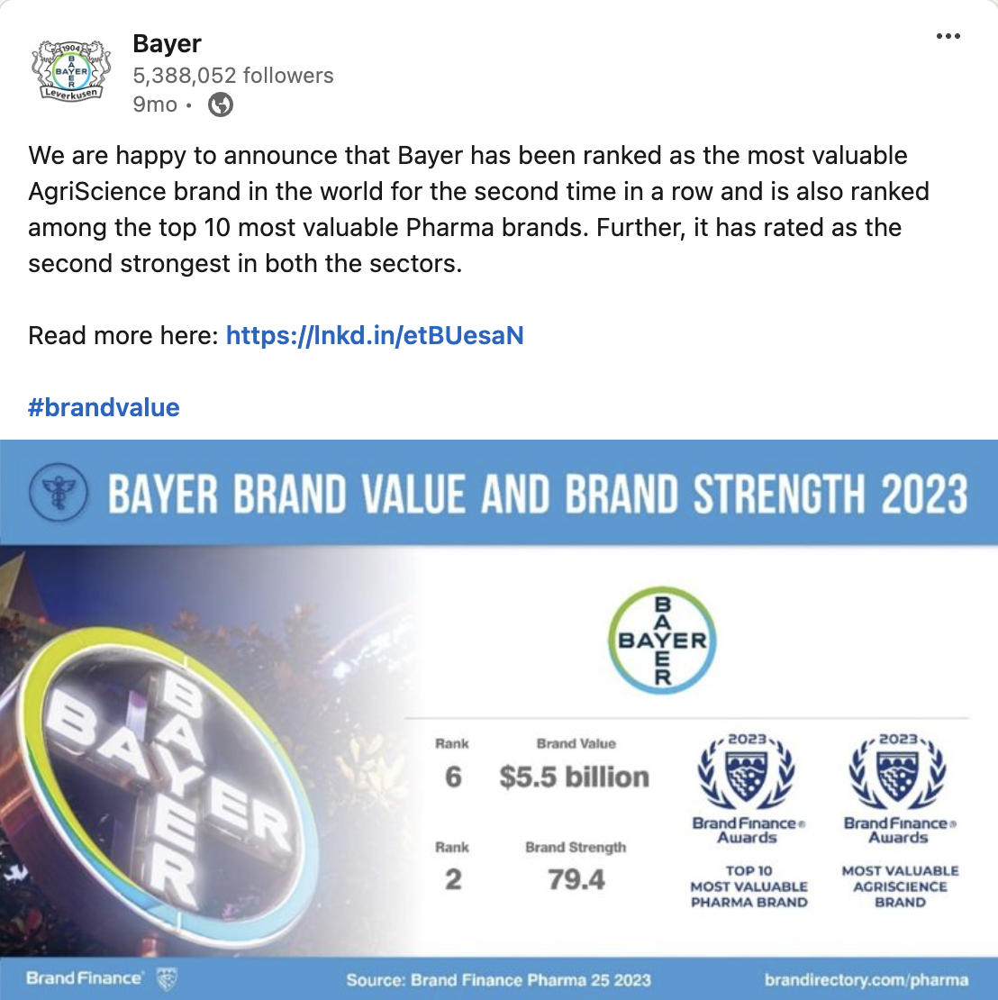 1904
BAYER
BAYER
Leverkusen
Bayer
5,388,052 followers
9mo •
We are happy to announce that Bayer has been ranked as the most valuable
AgriScience brand in the world for the second time in a row and is also ranked
among the top 10 most valuable Pharma brands. Further, it has rated as the
second strongest in both the sectors.
Read more here: https://lnkd.in/etBUesaN
#brandvalue
BAYER BRAND VALUE AND BRAND STRENGTH 2023
BAYER
BAYER
BAYER
BAYER
Rank
6
Brand Value
$5.5 billion
Rank
2
Brand Strength
79.4
2023
Brand Finance®
Awards
TOP 10
MOST VALUABLE
PHARMA BRAND
2023
Brand Finance®
Awards
MOST VALUABLE
AGRISCIENCE
BRAND
Brand Finance®
Source: Brand Finance Pharma 25 2023
brandirectory.com/pharma